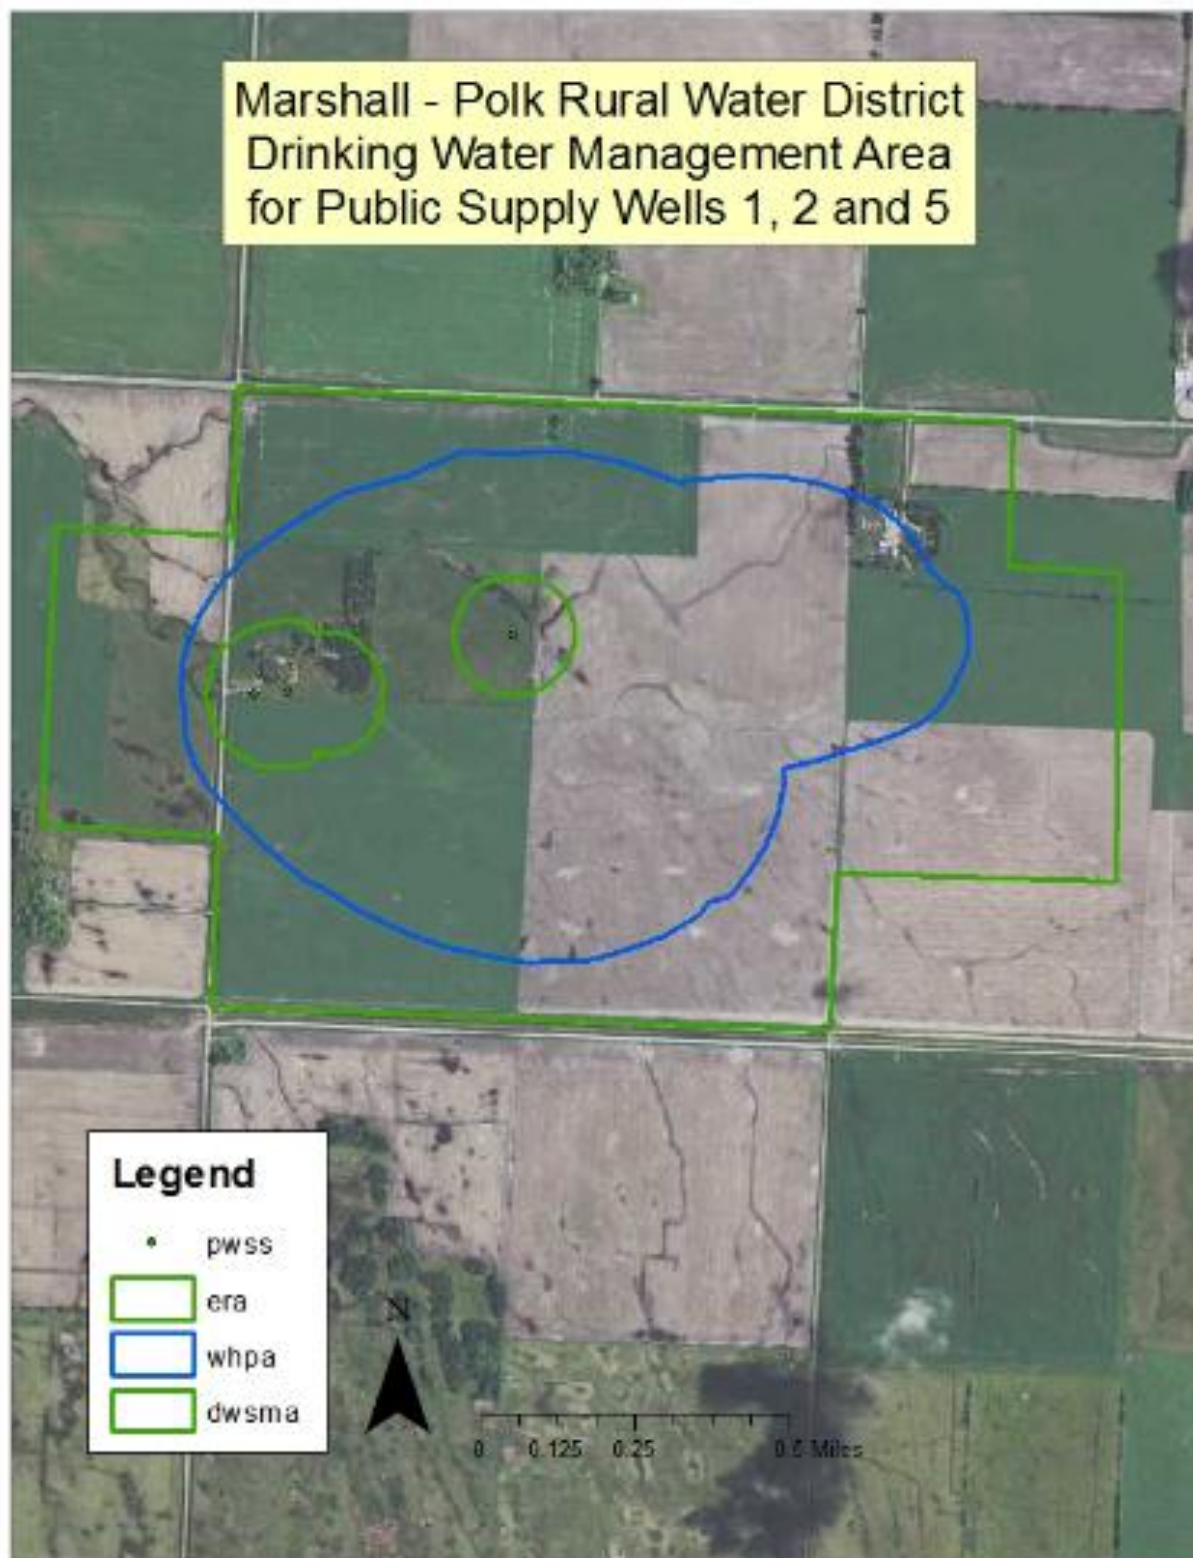 Marshall - Polk Rural Water District
Drinking Water Management Area
for Public Supply Wells 1, 2 and 5
Legend
pwss
era
whpa
dwsma
N
0 0.125 0.25 0.5 Miles